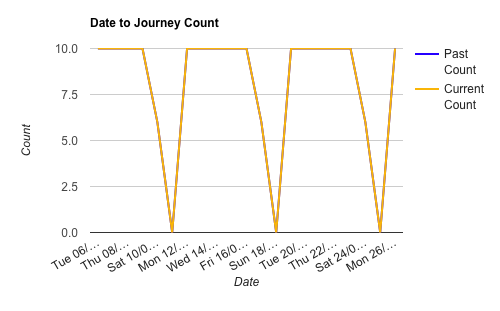 Date to Journey Count
10.0
7.5
5.0
2.5
0.0
Count
Tue 06/…
Thu 08/…
Sat 10/0…
Mon 12/…
Wed 14/…
Fri 16/0…
Sun 18/…
Tue 20/…
Thu 22/…
Sat 24/0…
Mon 26/…
Date
Past
Count
Current
Count